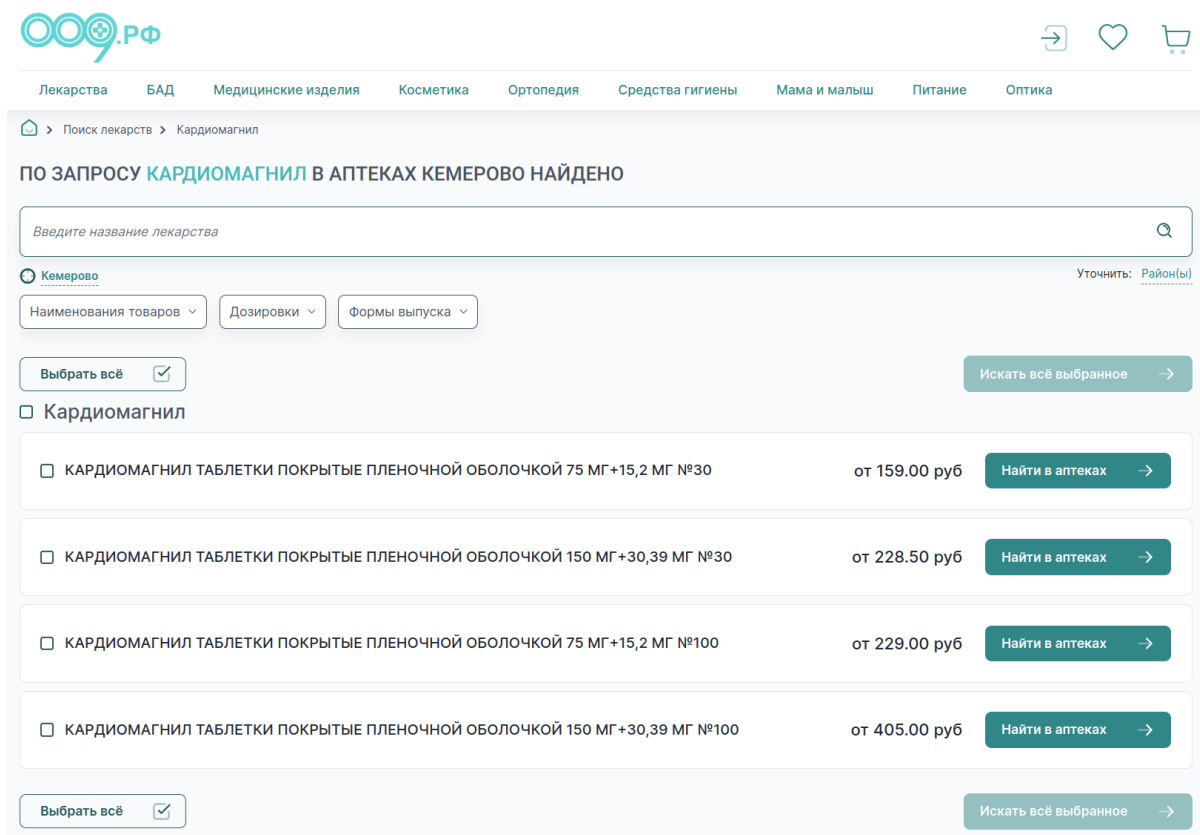 009.РФ
Лекарства БАД Медицинские изделия Косметика Ортопедия Средства гигиены Мама и малыш Питание Оптика
Поиск лекарств > Кардиомагнил
ПО ЗАПРОСУ КАРДИОМАГНИЛ В АПТЕКАХ КЕМЕРОВО НАЙДЕНО
Введите название лекарства
Кемерово Уточнить: Район(ы)
Наименования товаров Дозировки Формы выпуска
Выбрать всё Искать всё выбранное
Кардиомагнил
КАРДИОМАГНИЛ ТАБЛЕТКИ ПОКРЫТЫЕ ПЛЕНОЧНОЙ ОБОЛОЧКОЙ 75 МГ+15,2 МГ №30 от 159.00 руб Найти в аптеках
КАРДИОМАГНИЛ ТАБЛЕТКИ ПОКРЫТЫЕ ПЛЕНОЧНОЙ ОБОЛОЧКОЙ 150 МГ+30,39 МГ №30 от 228.50 руб Найти в аптеках
КАРДИОМАГНИЛ ТАБЛЕТКИ ПОКРЫТЫЕ ПЛЕНОЧНОЙ ОБОЛОЧКОЙ 75 МГ+15,2 МГ №100 от 229.00 руб Найти в аптеках
КАРДИОМАГНИЛ ТАБЛЕТКИ ПОКРЫТЫЕ ПЛЕНОЧНОЙ ОБОЛОЧКОЙ 150 МГ+30,39 МГ №100 от 405.00 руб Найти в аптеках
Выбрать всё Искать всё выбранное